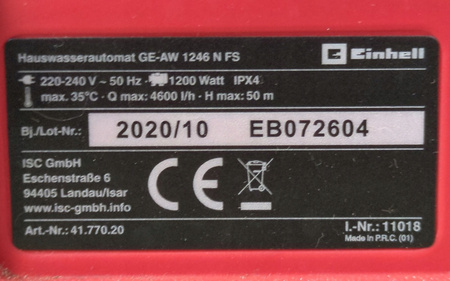 Hauswasserautomat GE-AW 1246 N FS
Einhell
220-240 V ~ 50 Hz · 1200 Watt IPX4
max. 35°C · Q max: 4600 l/h · H max: 50 m
Bj./Lot-Nr.: 2020/10 EB072604
ISC GmbH
Eschenstraße 6
94405 Landau/Isar
www.isc-gmbh.info
CE
Art.-Nr.: 41.770.20
I.-Nr.: 11018
Made in P.R.C. (01)